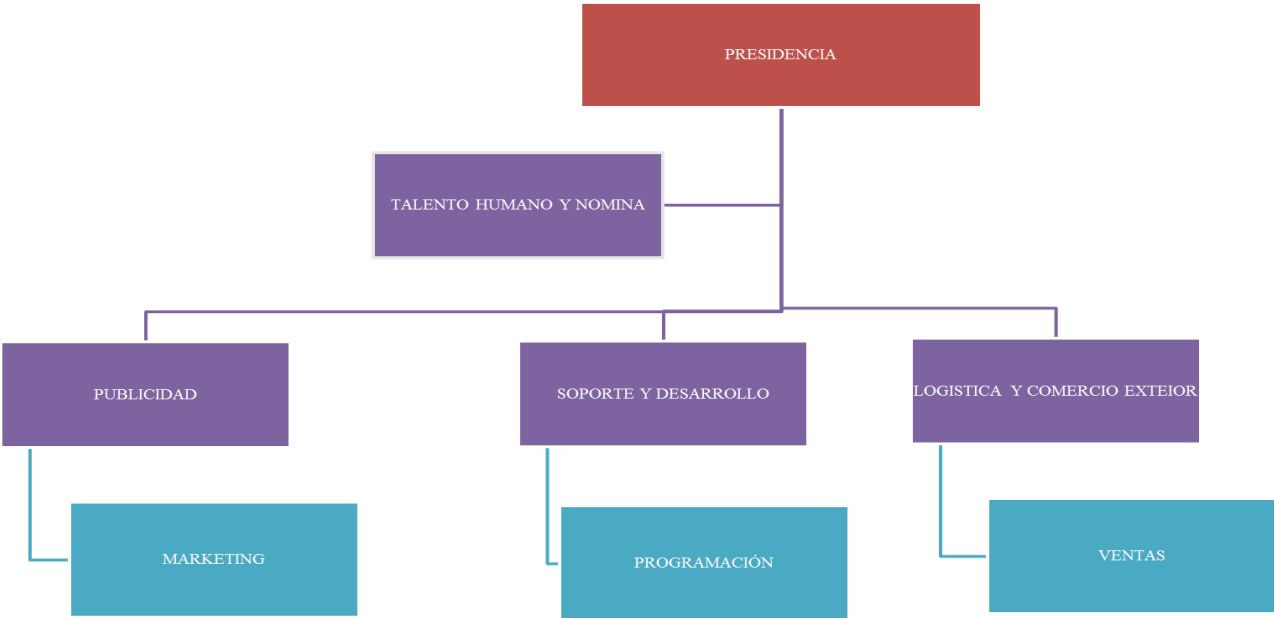 PRESIDENCIA
TALENTO HUMANO Y NOMINA
PUBLICIDAD
SOPORTE Y DESARROLLO
LOGISTICA Y COMERCIO EXTEIOR
MARKETING
PROGRAMACIÓN
VENTAS